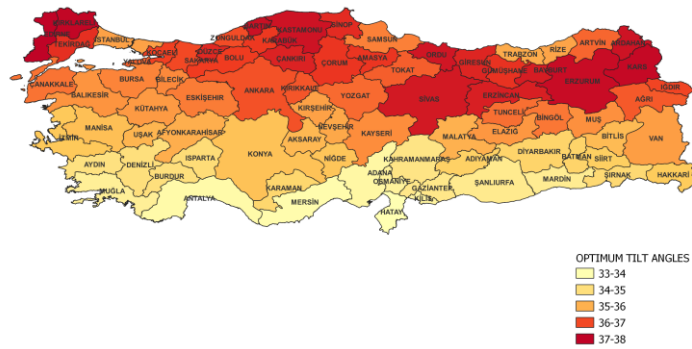 KIRKLARELİ
EDİRNE
TEKİRDAĞ
İSTANBUL
KOCAELİ
YALOVA
SAKARYA
DÜZCE
ZONGULDAK
BARTIN
KARABÜK
KASTAMONU
SİNOP
SAMSUN
BOLU
ÇANKIRI
ÇORUM
AMASYA
TOKAT
ORDU
GİRESUN
TRABZON
RİZE
ARTVİN
ARDAHAN
KARS
GÜMÜŞHANE
BAYBURT
ERZURUM
IĞDIR
AĞRI
ÇANAKKALE
BALIKESİR
BURSA
BİLECİK
ESKİŞEHİR
ANKARA
KIRIKKALE
YOZGAT
SİVAS
ERZİNCAN
TUNCELİ
BİNGÖL
MUŞ
KÜTAHYA
KIRŞEHİR
NEVŞEHİR
KAYSERİ
MALATYA
ELAZIĞ
BİTLİS
VAN
İZMİR
MANİSA
UŞAK
AFYONKARAHİSAR
KONYA
AKSARAY
NİĞDE
KAHRAMANMARAŞ
ADIYAMAN
DİYARBAKIR
BATMAN
SİİRT
ŞIRNAK
HAKKARİ
AYDIN
DENİZLİ
ISPARTA
BURDUR
MUĞLA
ANTALYA
KARAMAN
MERSİN
ADANA
OSMANİYE
GAZİANTEP
KİLİS
ŞANLIURFA
MARDİN
HATAY
OPTIMUM TILT ANGLES
33-34
34-35
35-36
36-37
37-38